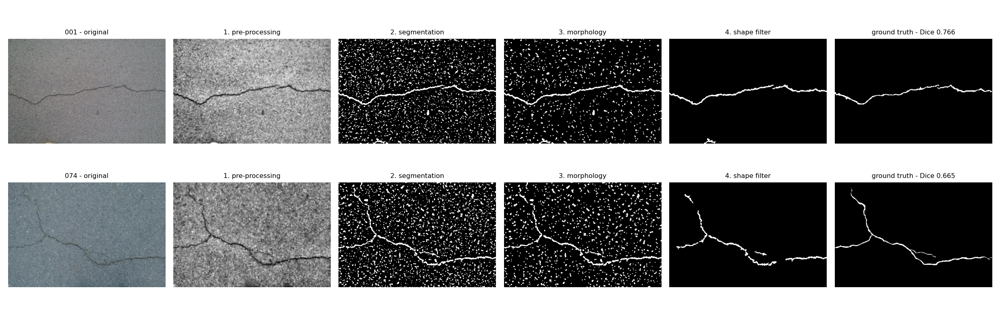 001 - original
1. pre-processing
2. segmentation
3. morphology
4. shape filter
ground truth - Dice 0.766
074 - original
1. pre-processing
2. segmentation
3. morphology
4. shape filter
ground truth - Dice 0.665